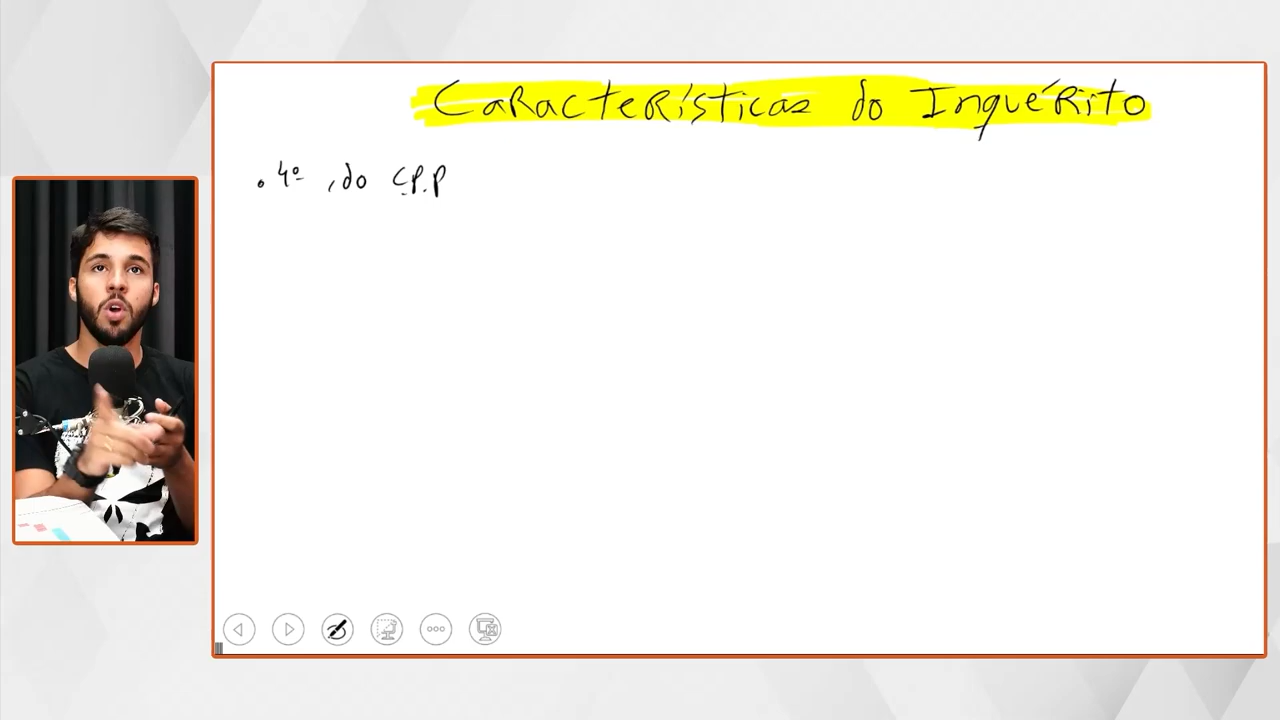 Características do Inquérito
. 4º , do C.P.P